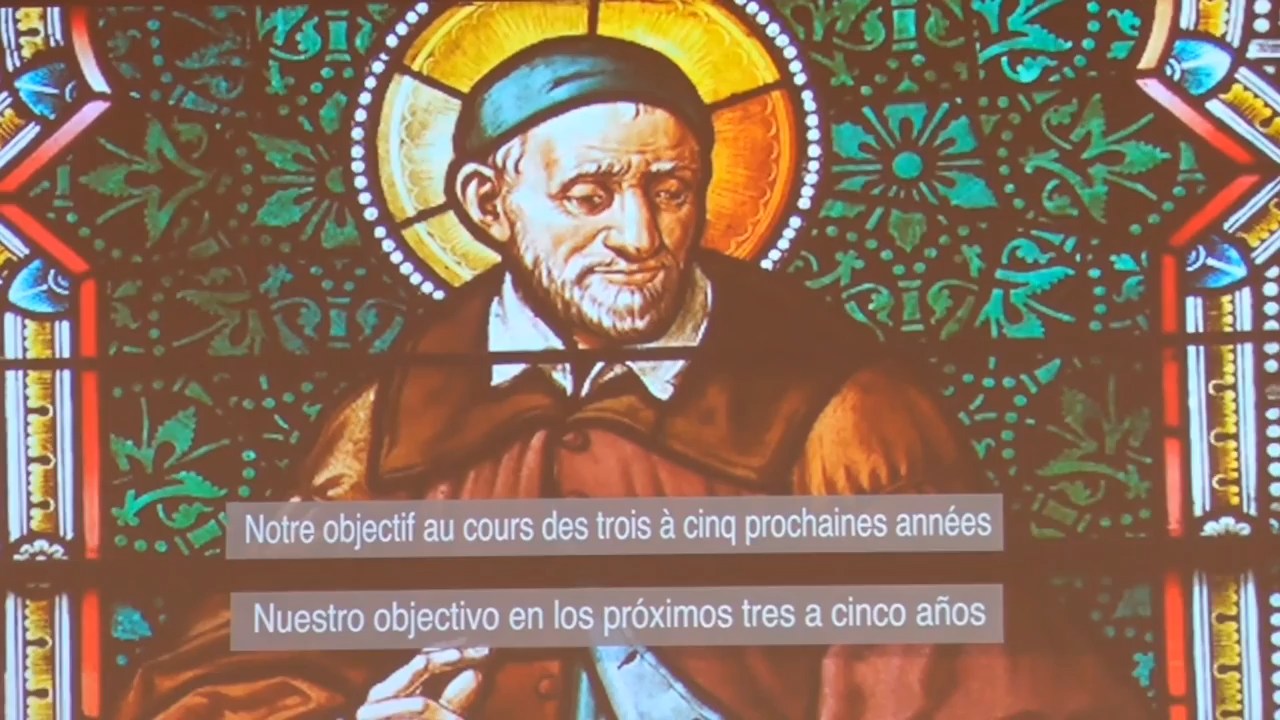 Notre objectif au cours des trois à cinq prochaines années
Nuestro objectivo en los próximos tres a cinco años